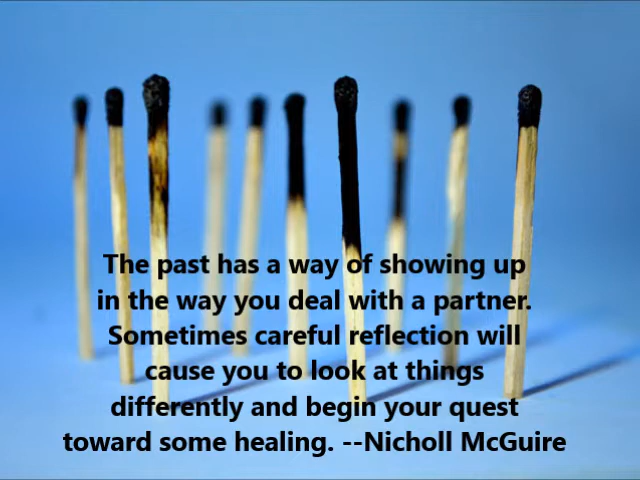 The past has a way of showing up
in the way you deal with a partner.
Sometimes careful reflection will
cause you to look at things
differently and begin your quest
toward some healing. --Nicholl McGuire